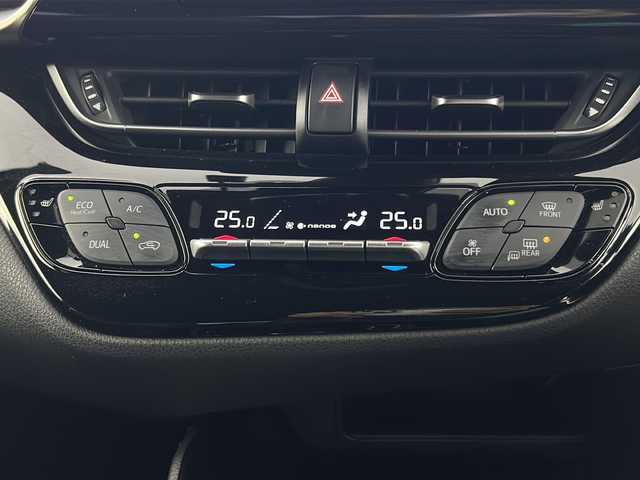 ECO
Heat/Cool
A/C
DUAL
25.0
nanoe
25.0
AUTO
FRONT
OFF
REAR